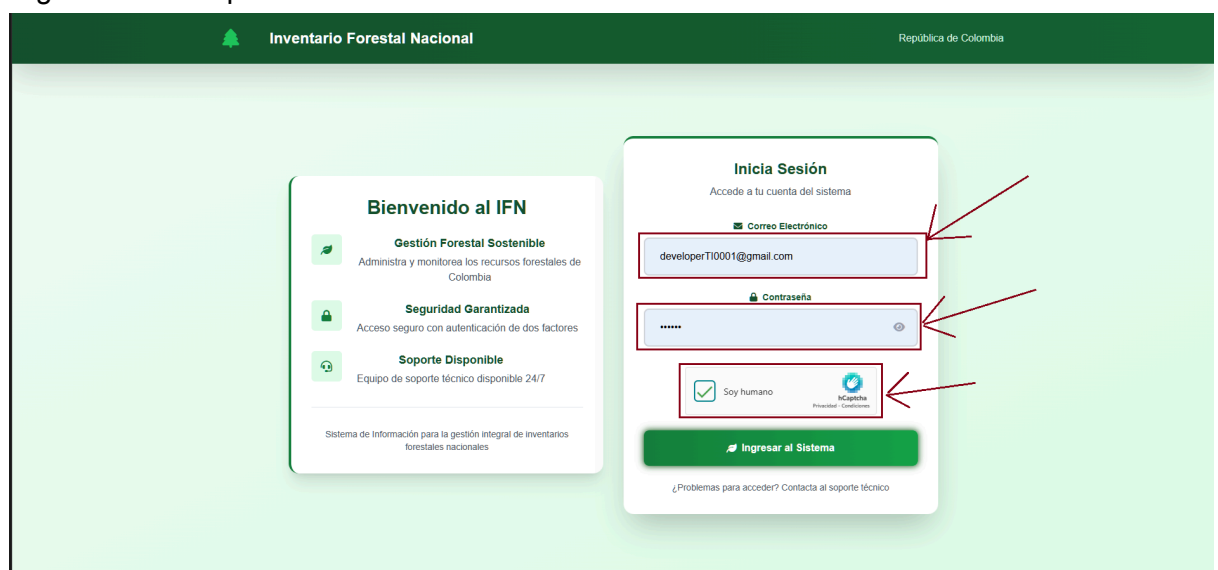 Inventario Forestal Nacional
República de Colombia
Bienvenido al IFN
Gestión Forestal Sostenible
Administra y monitorea los recursos forestales de
Colombia
Seguridad Garantizada
Acceso seguro con autenticación de dos factores
Soporte Disponible
Equipo de soporte técnico disponible 24/7
Sistema de Información para la gestión integral de inventarios
forestales nacionales
Inicia Sesión
Accede a tu cuenta del sistema
Correo Electrónico
developerTI0001@gmail.com
Contraseña
••••••
Soy humano
hCaptcha
Privacidad - Condiciones
Ingresar al Sistema
¿Problemas para acceder? Contacta al soporte técnico